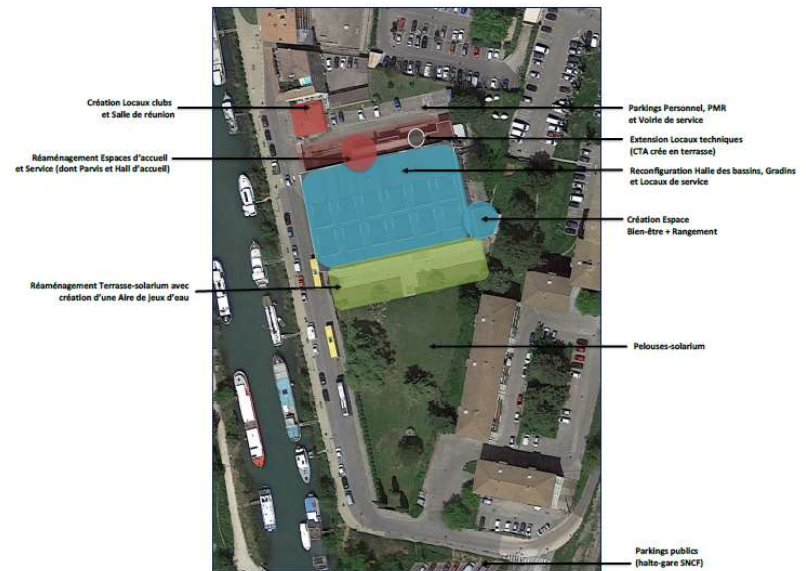 Création Locaux clubs
et Salle de réunion
Réaménagement Espaces d'accueil
et Service (dont Parvis et Hall d'accueil)
Réaménagement Terrasse-solarium avec
création d'une Aire de jeux d'eau
Parkings Personnel, PMR
et Voirie de service
Extension Locaux techniques
(CTA crée en terrasse)
Reconfiguration Halle des bassins, Gradins
et Locaux de service
Création Espace
Bien-être + Rangement
Pelouses-solarium
Parkings publics
(halte-gare SNCF)